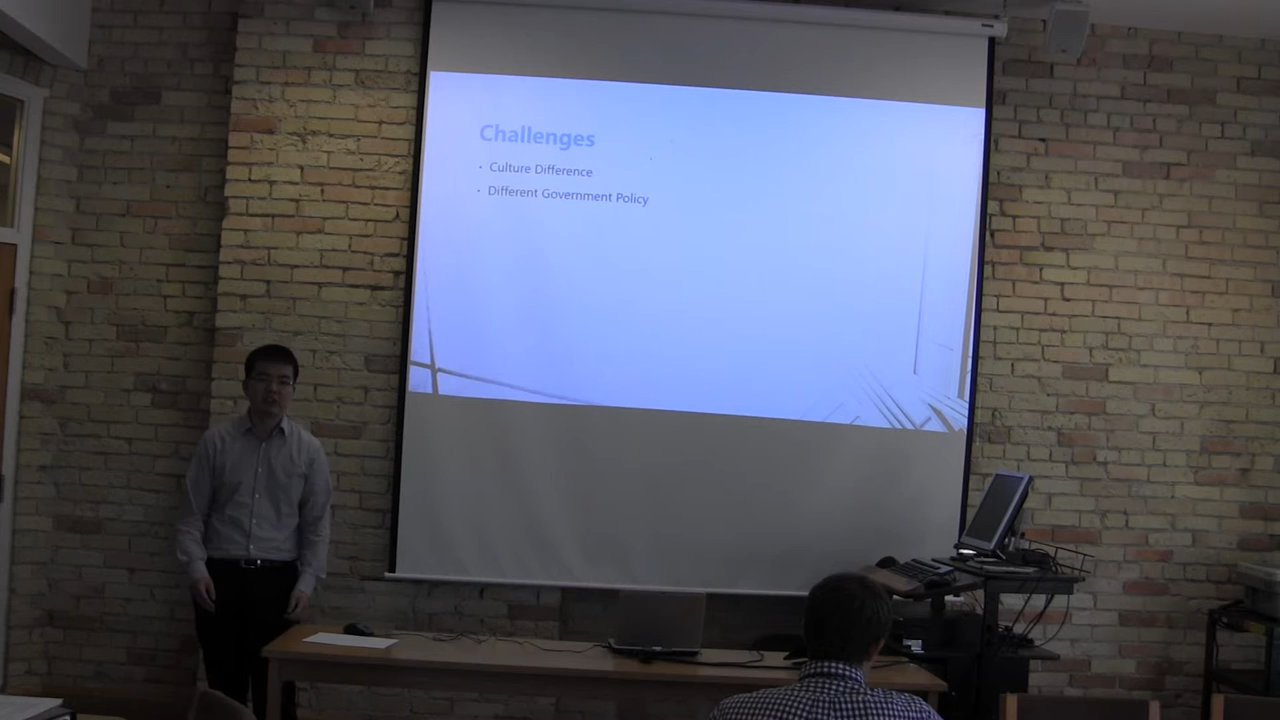 Challenges
• Culture Difference
• Different Government Policy